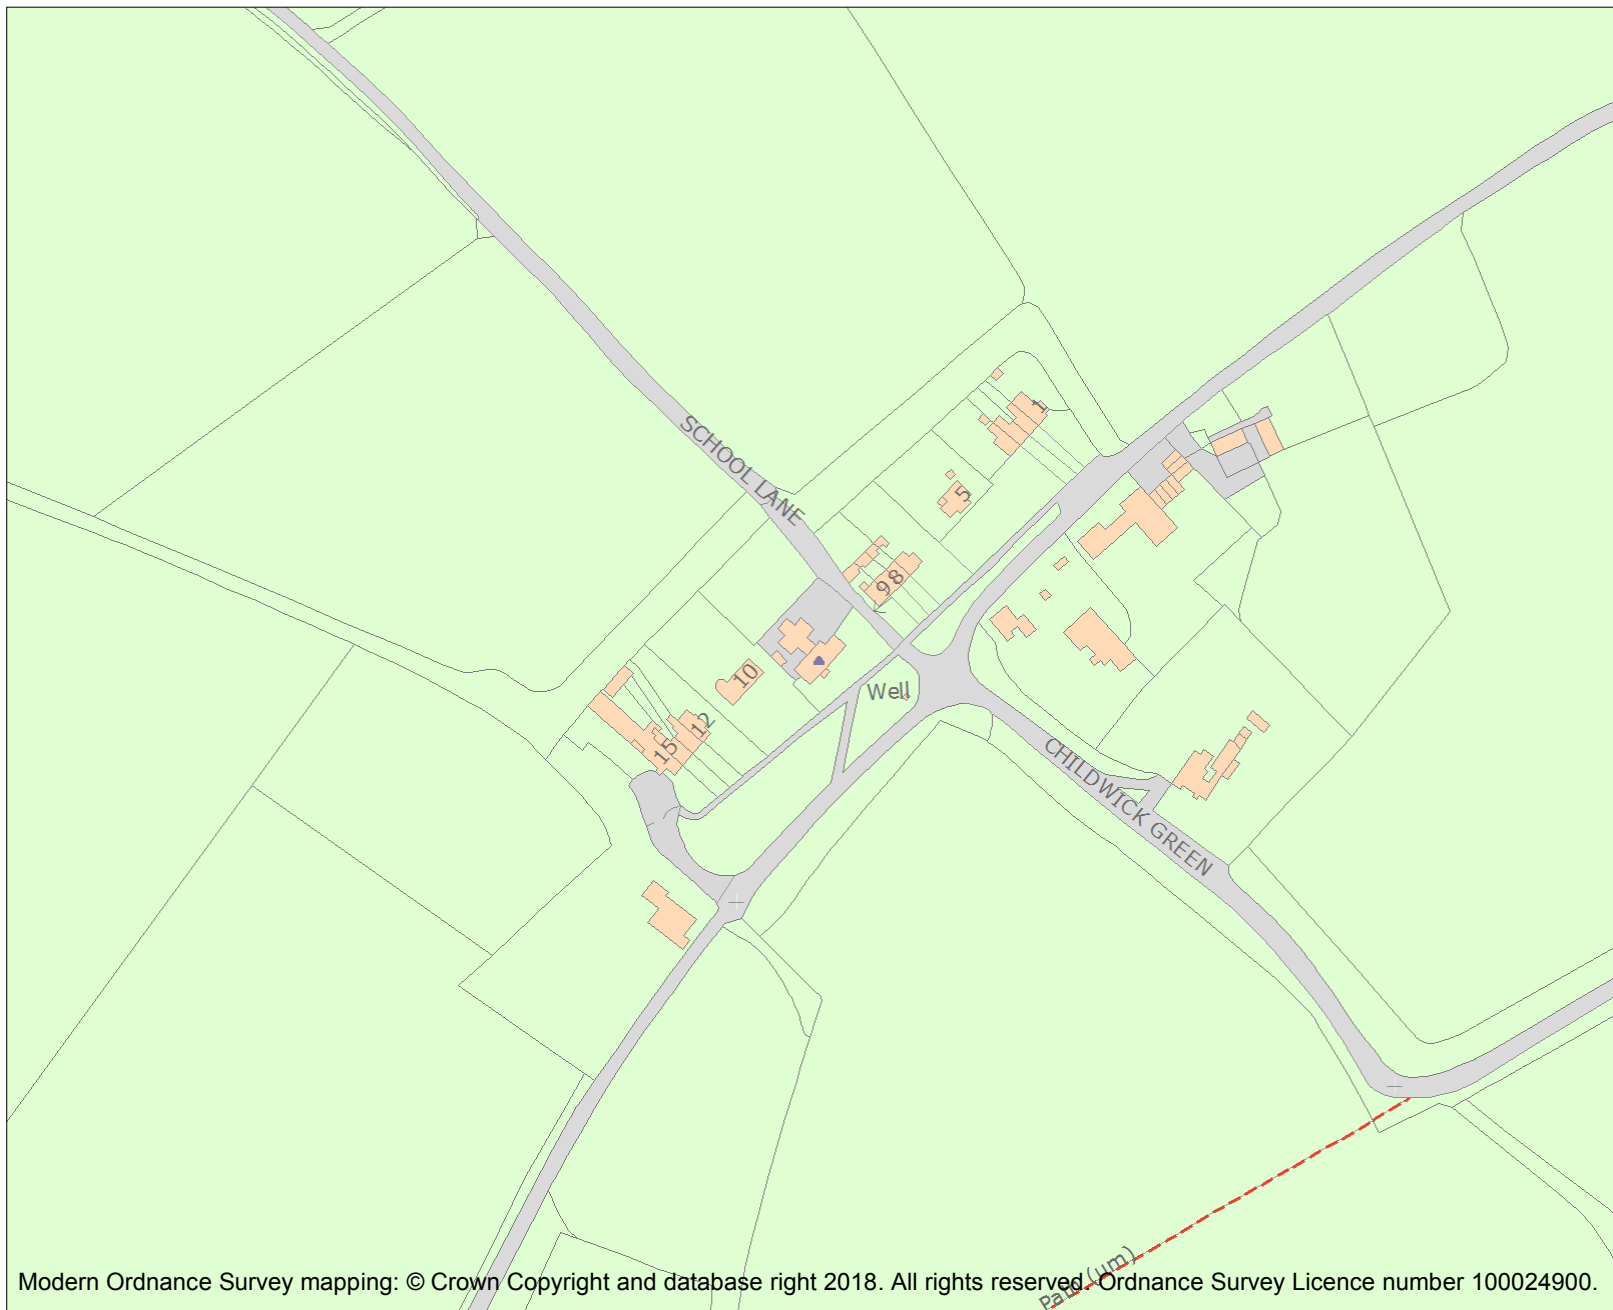 SCHOOL LANE
1
5
9 8
10
Well
12
15
CHILDWICK GREEN
Path (um)
Modern Ordnance Survey mapping: © Crown Copyright and database right 2018. All rights reserved. Ordnance Survey Licence number 100024900.